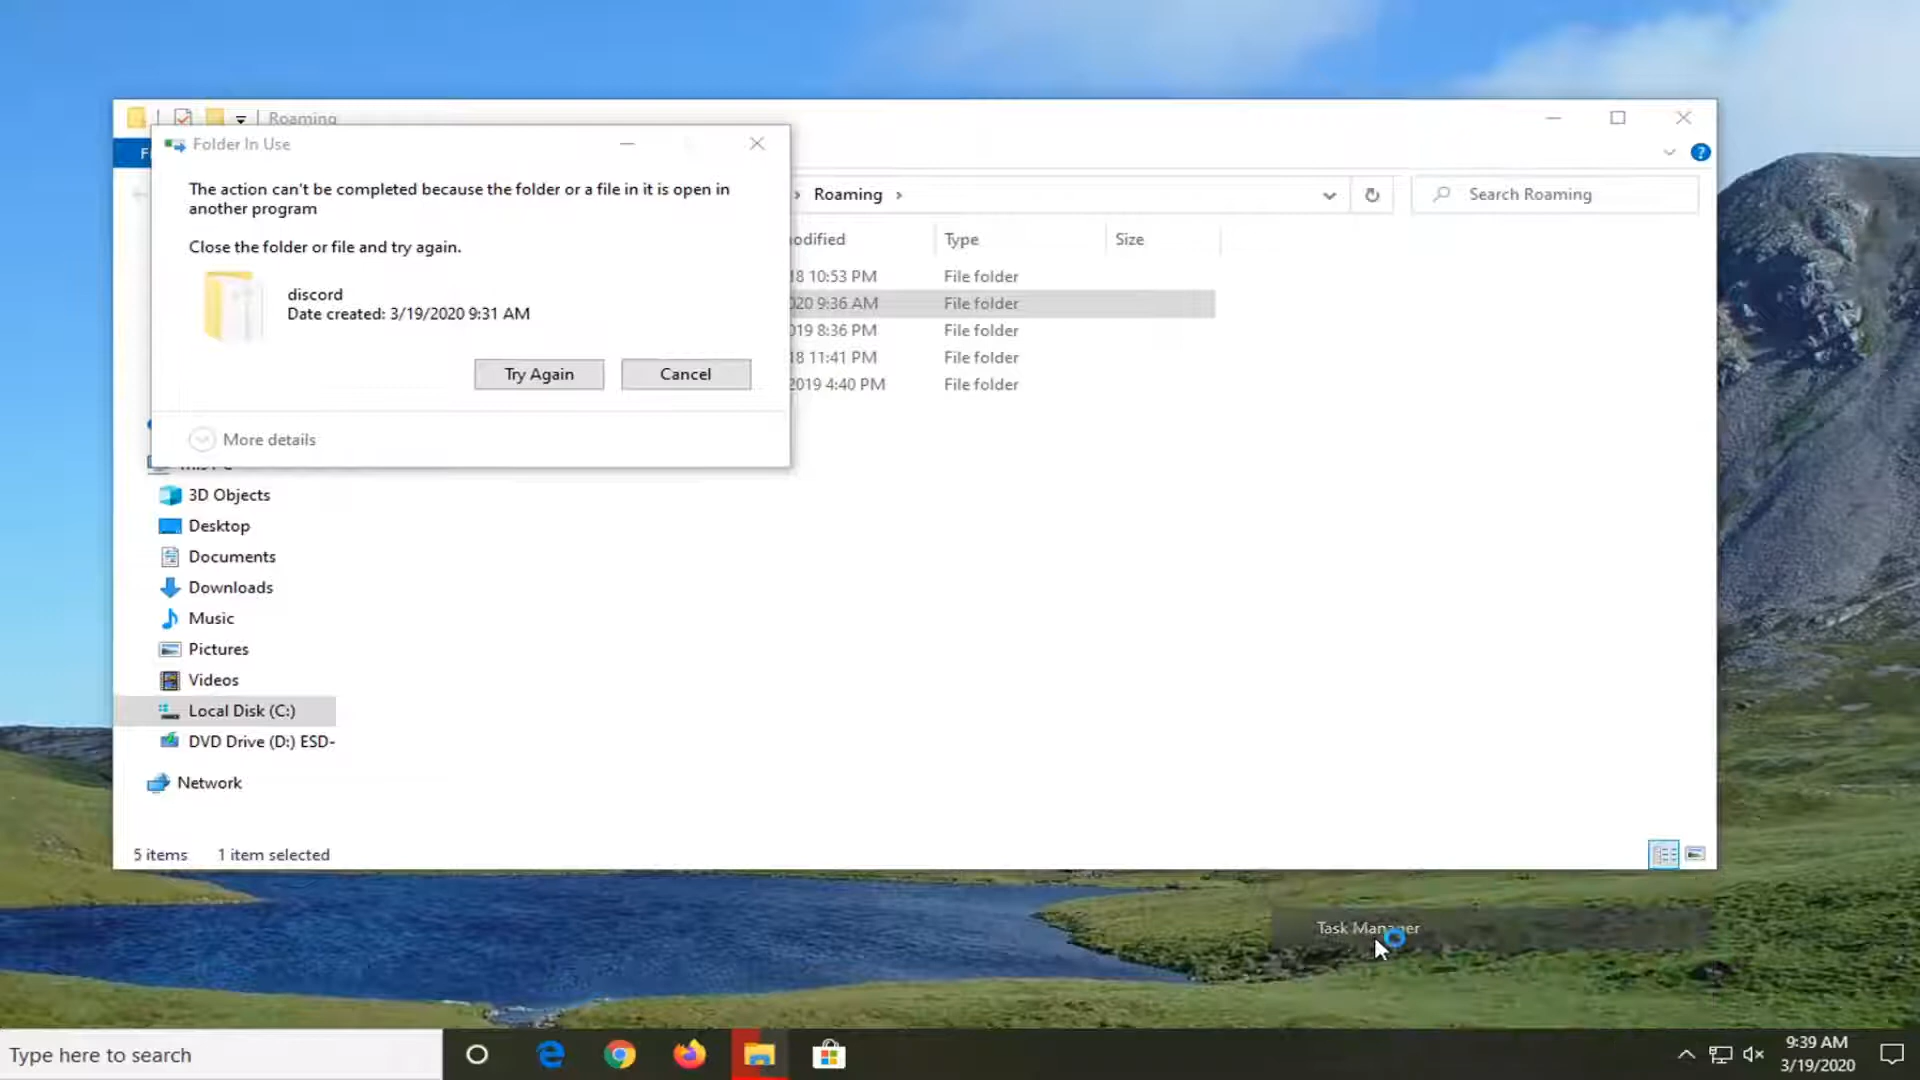 Roaming
Folder In Use
The action can't be completed because the folder or a file in it is open in
another program
Close the folder or file and try again.
discord
Date created: 3/19/2020 9:31 AM
Try Again
Cancel
More details
Roaming
Search Roaming
Type
Size
18 10:53 PM File folder
9:36 AM File folder
8:36 PM File folder
18 11:41 PM File folder
2019 4:40 PM File folder
3D Objects
Desktop
Documents
Downloads
Music
Pictures
Videos
Local Disk (C:)
DVD Drive (D:) ESD-
Network
5 items 1 item selected
Task Manager
Type here to search
9:39 AM
3/19/2020